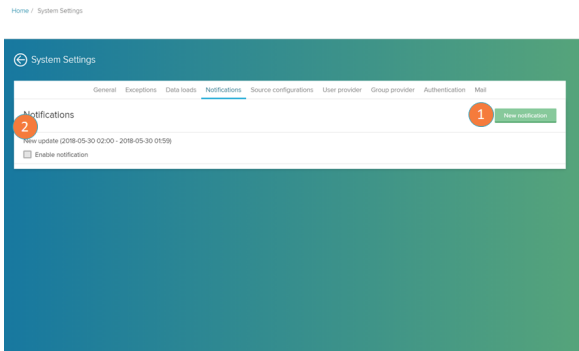 Home / System Settings
System Settings
General Exceptions Data loads Notifications Source configurations User provider Group provider Authentication Mail
Notifications
1
New notification
2
New update (2018-05-30 02:00 - 2018-05-30 01:59)
Enable notification